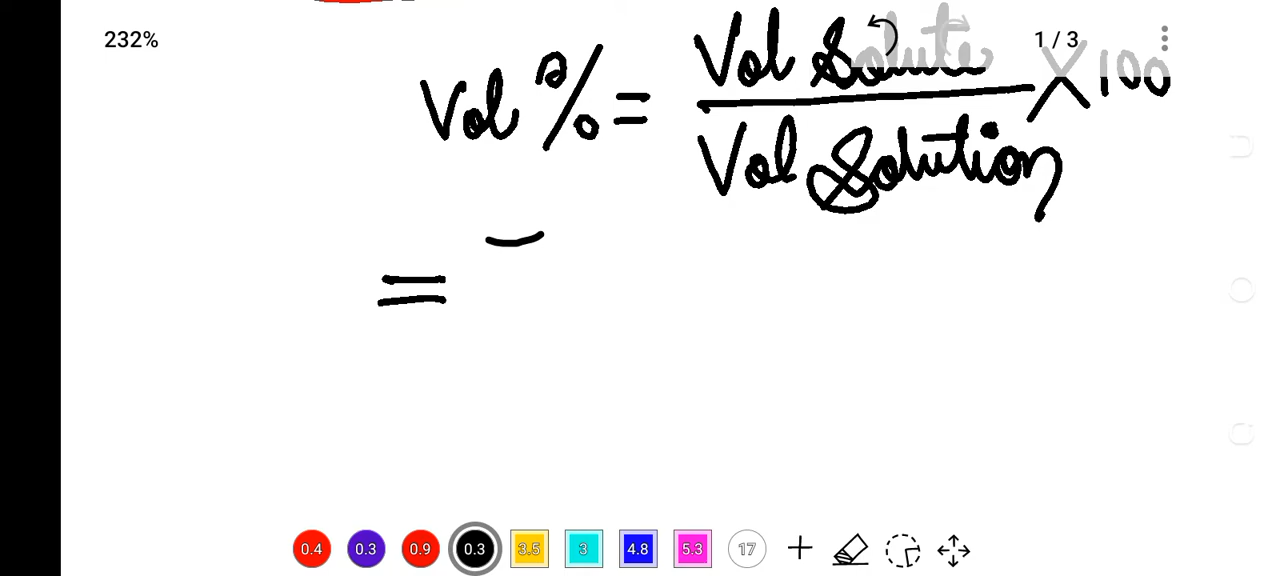 232%
1 / 3
Vol % = Vol Solute / Vol Solution × 100
=
0.4 0.3 0.9 0.3 3.5 3 4.8 5.3 17